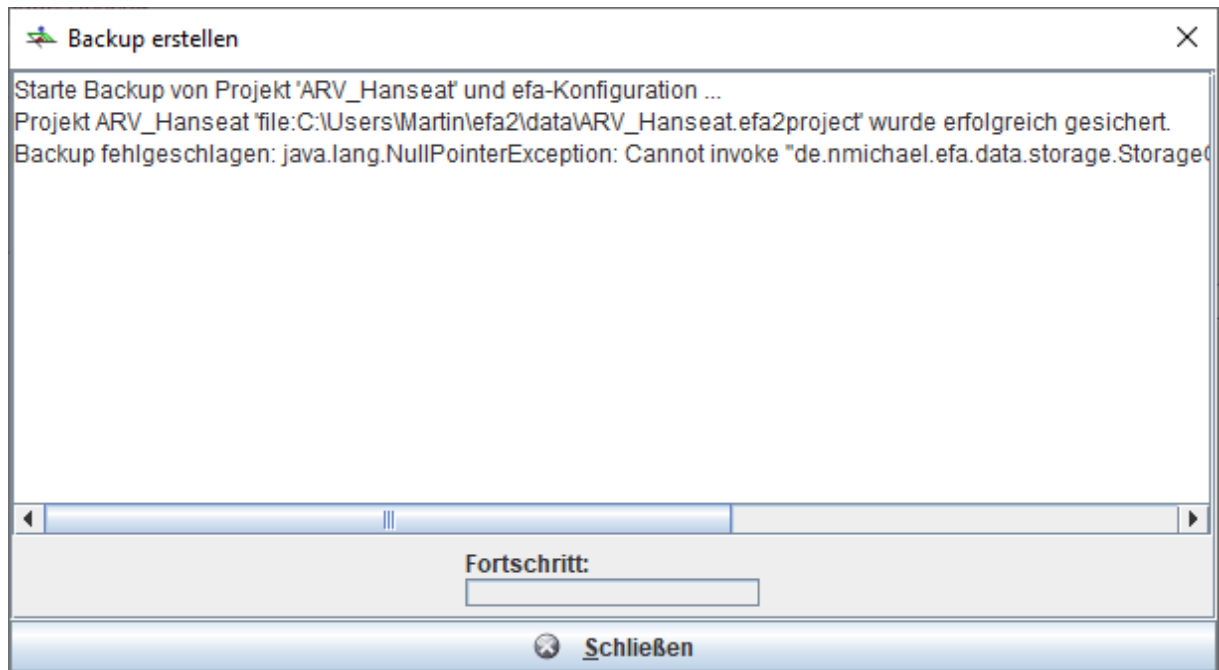 Backup erstellen
Starte Backup von Projekt 'ARV_Hanseat' und efa-Konfiguration ...
Projekt ARV_Hanseat 'file:C:\Users\Martin\efa2\data\ARV_Hanseat.efa2project' wurde erfolgreich gesichert.
Backup fehlgeschlagen: java.lang.NullPointerException: Cannot invoke "de.nmichael.efa.data.storage.Storage
Fortschritt:
Schließen